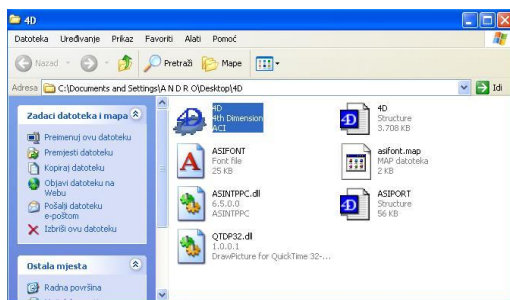 4D
Datoteka Uređivanje Prikaz Favoriti Alati Pomoć
Nazad Pretraži Mape
Adresa C:\Documents and Settings\A N D R O\Desktop\4D Idi
Zadaci datoteka i mapa
Preimenuj ovu datoteku
Premjesti datoteku
Kopiraj datoteku
Objavi datoteku na
Webu
Pošalji datoteku
e-poštom
Izbriši ovu datoteku
Ostala mjesta
Radna površina
4D
4th Dimension
ACI
4D
Structure
3.708 KB
ASIFONT
Font file
25 KB
asifont.map
MAP datoteka
2 KB
ASINTPPC.dll
6.5.0.0
ASINTPPC
ASIPORT
Structure
56 KB
QTDP32.dll
1.0.0.1
DrawPicture for QuickTime 32-...